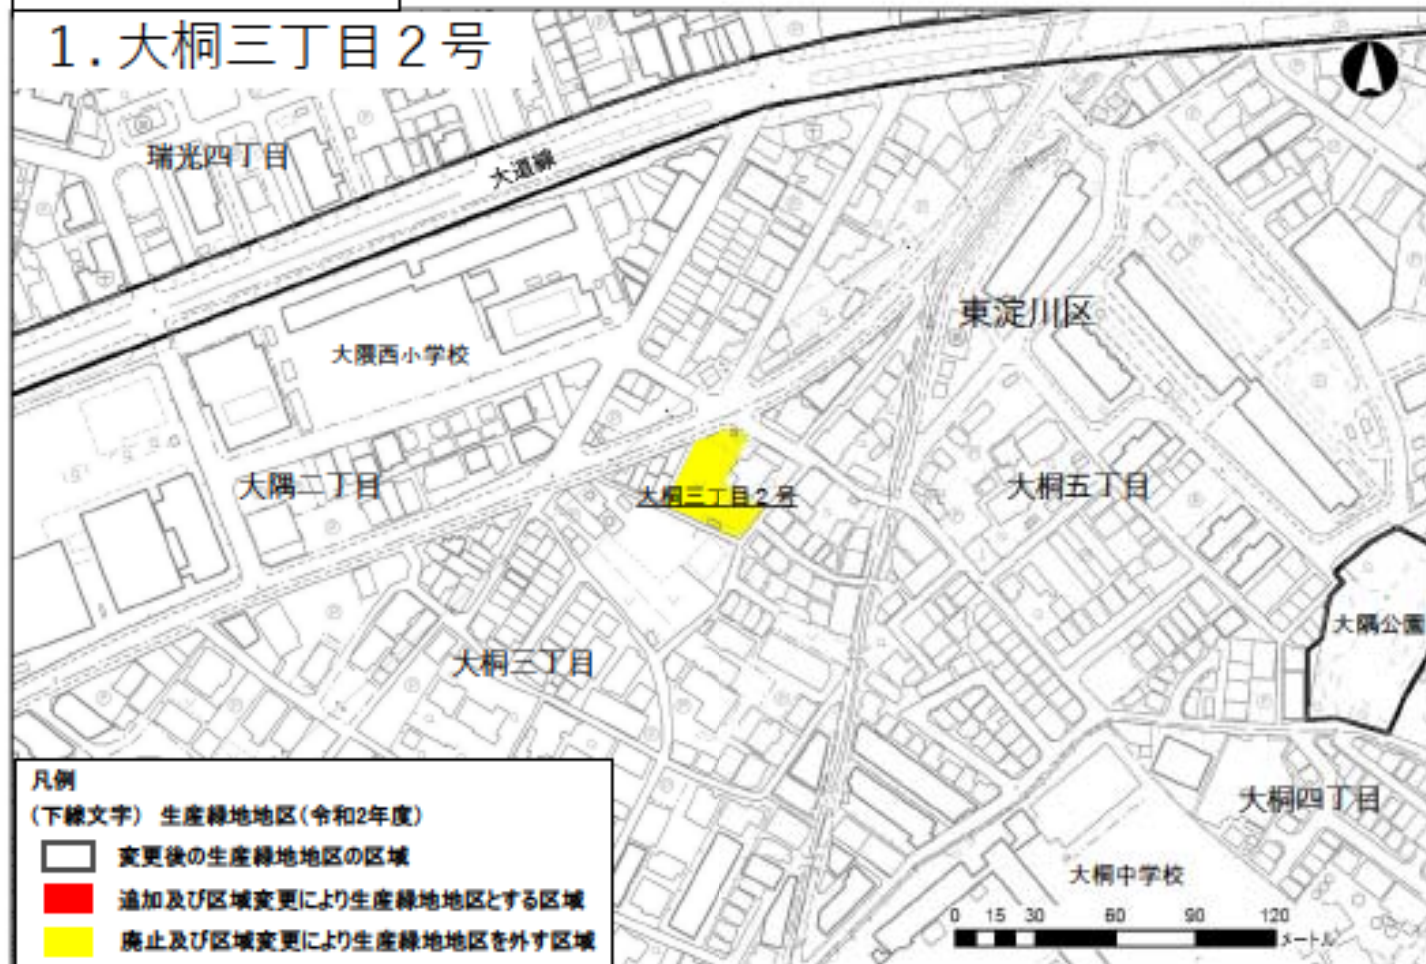 1.大桐三丁目2号
瑞光四丁目
大道線
東淀川区
大隈西小学校
大隅二丁目
大桐三丁目2号
大桐五丁目
大隅公園
大桐三丁目
大桐四丁目
大桐中学校
凡例
(下線文字) 生産緑地地区(令和2年度)
変更後の生産緑地地区の区域
追加及び区域変更により生産緑地地区とする区域
廃止及び区域変更により生産緑地地区を外す区域
0 15 30 60 90 120
メートル